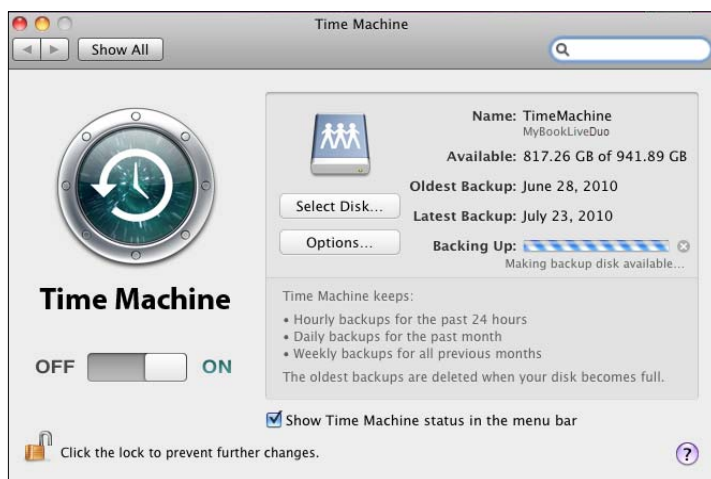 Time Machine
Show All
Name: TimeMachine
MyBookLiveDuo
Available: 817.26 GB of 941.89 GB
Oldest Backup: June 28, 2010
Select Disk...
Latest Backup: July 23, 2010
Options...
Backing Up:
Making backup disk available...
Time Machine
OFF ON
Time Machine keeps:
• Hourly backups for the past 24 hours
• Daily backups for the past month
• Weekly backups for all previous months
The oldest backups are deleted when your disk becomes full.
Show Time Machine status in the menu bar
Click the lock to prevent further changes.
?